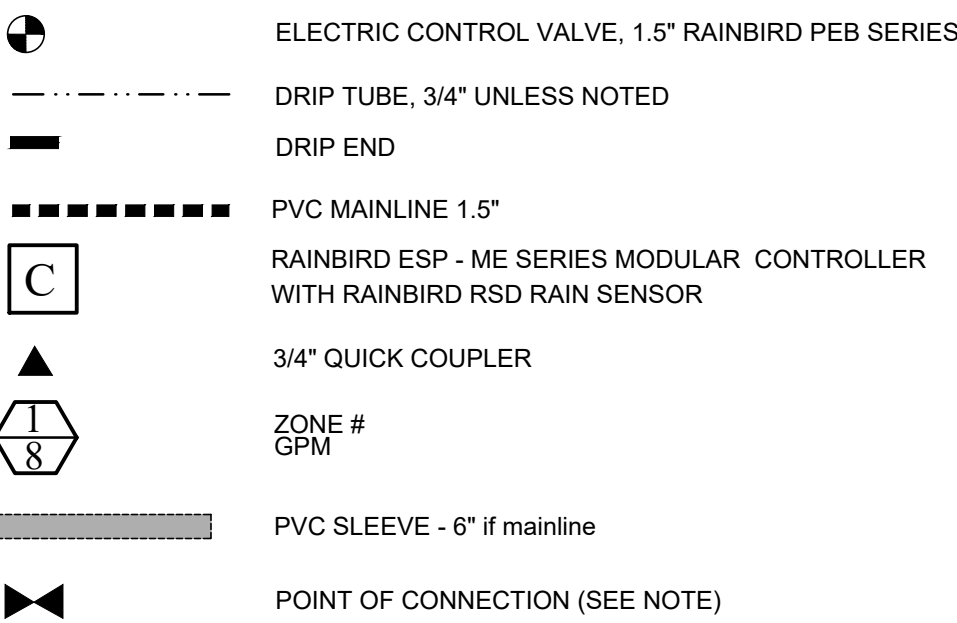 ELECTRIC CONTROL VALVE, 1.5" RAINBIRD PEB SERIES
DRIP TUBE, 3/4" UNLESS NOTED
DRIP END
PVC MAINLINE 1.5"
C
RAINBIRD ESP - ME SERIES MODULAR CONTROLLER
WITH RAINBIRD RSD RAIN SENSOR
3/4" QUICK COUPLER
1
8
ZONE #
GPM
PVC SLEEVE - 6" if mainline
POINT OF CONNECTION (SEE NOTE)